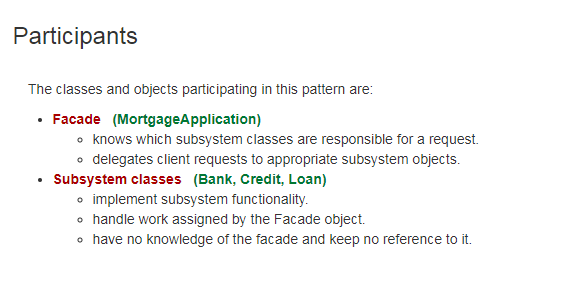 Participants
The classes and objects participating in this pattern are:
Facade (MortgageApplication)
knows which subsystem classes are responsible for a request.
delegates client requests to appropriate subsystem objects.
Subsystem classes (Bank, Credit, Loan)
implement subsystem functionality.
handle work assigned by the Facade object.
have no knowledge of the facade and keep no reference to it.